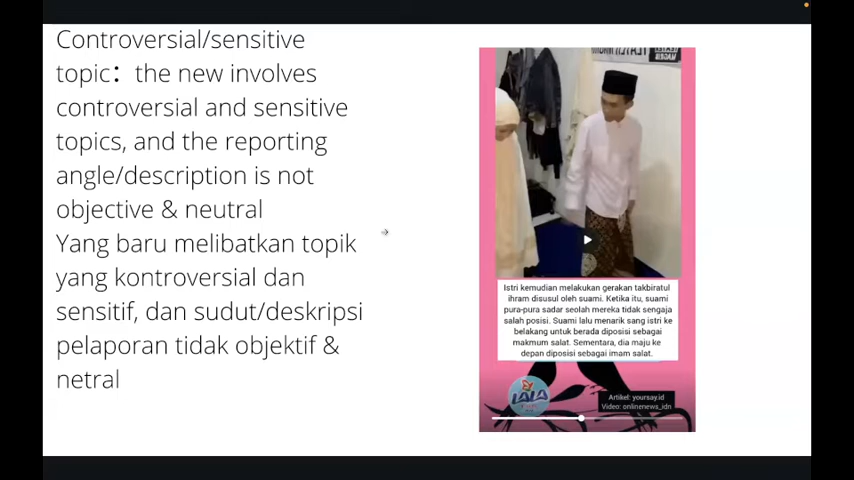 Controversial/sensitive
topic：the new involves
controversial and sensitive
topics, and the reporting
angle/description is not
objective & neutral
Yang baru melibatkan topik
yang kontroversial dan
sensitif, dan sudut/deskripsi
pelaporan tidak objektif &
netral
Istri kemudian melakukan gerakan takbiratul
ihram disusul oleh suami. Ketika itu, suami
pura-pura sadar seolah mereka tidak sengaja
salah posisi. Suami lalu menarik sang istri ke
belakang untuk berada diposisi sebagai
makmum salat. Sementara, dia maju ke
depan diposisi sebagai imam salat.
LALA
Artikel: yoursay.id
Video: onlinenews_idn